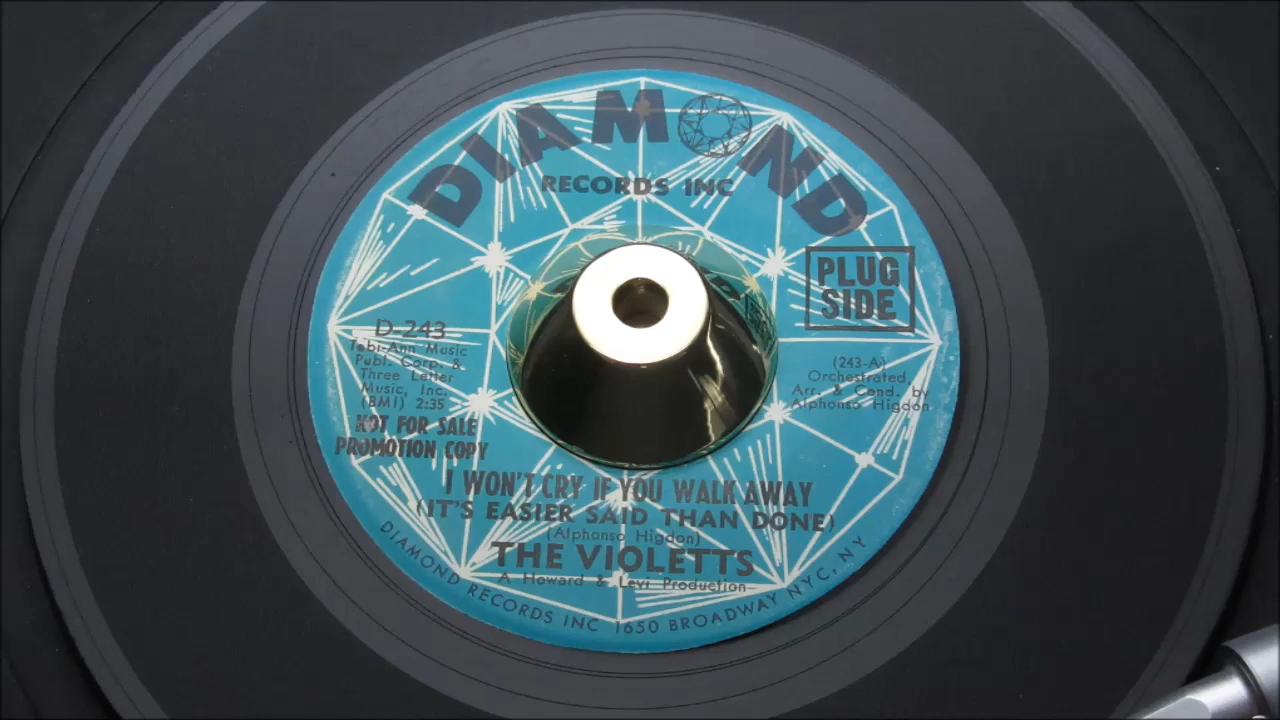 DIAMOND
RECORDS INC
PLUG
SIDE
D-243
Tobi-Ann Music
Publ. Corp. &
Three Letter
Music, Inc.
(BMI) 2:35
NOT FOR SALE
PROMOTION COPY
(243-A)
Orchestrated,
Arr. & Cond. by
Alphonso Higdon
I WON'T CRY IF YOU WALK AWAY
(IT'S EASIER SAID THAN DONE)
(Alphonso Higdon)
THE VIOLETTS
A Howard & Levi Production
DIAMOND RECORDS INC 1650 BROADWAY NYC, NY